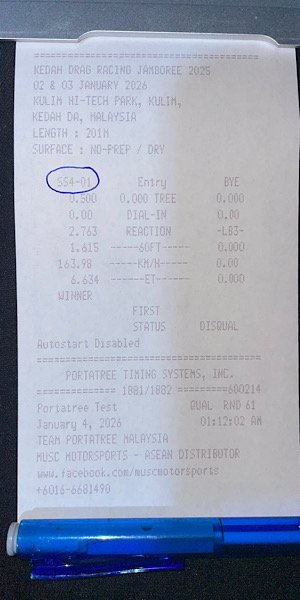 ==========================================
KEDAH DRAG RACING JAMBOREE 2025
02 & 03 JANUARY 2026
KULIM HI-TECH PARK, KULIM,
KEDAH DA, MALAYSIA
LENGTH : 201M
SURFACE : NO-PREP / DRY
==========================================
SS4-01 Entry BYE
0.500 0.000 TREE 0.000
0.00 DIAL-IN 0.00
2.763 REACTION -LB3-
1.615 -----60FT----- 0.000
163.98 -----KM/H----- 0.00
6.634 ------ET------ 0.000
WINNER
FIRST
STATUS DISQUAL
Autostart Disabled
==========================================
PORTATREE TIMING SYSTEMS, INC.
============== 1881/1882 =========600214
Portatree Test QUAL RND 61
January 4, 2026 01:12:02 AM
TEAM PORTATREE MALAYSIA
MUSC MOTORSPORTS - ASEAN DISTRIBUTOR
www.facebook.com/muscmotorsports
+6016-6681490